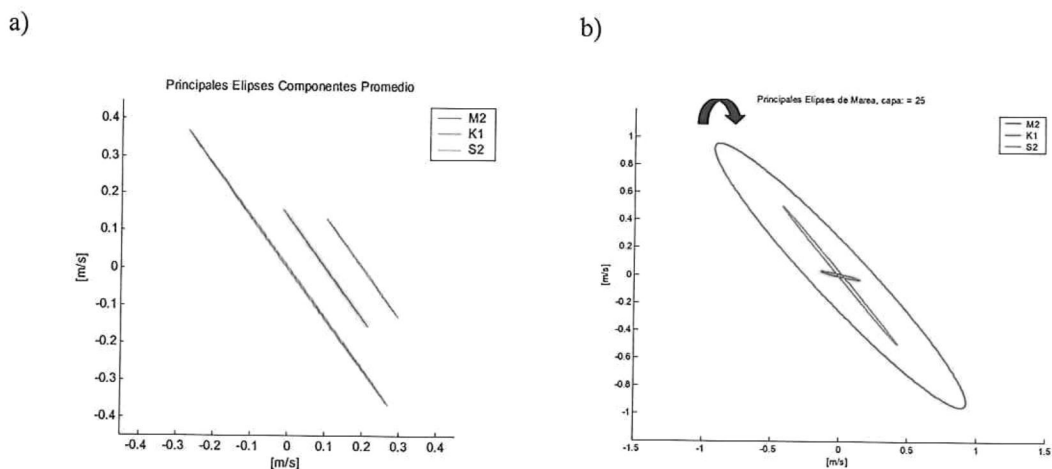 a)
b)
Principales Elipses Componentes Promedio
M2
K1
S2
0.4
0.3
0.2
0.1
0
-0.1
-0.2
-0.3
-0.4
[m/s]
-0.4 -0.3 -0.2 -0.1 0 0.1 0.2 0.3 0.4
[m/s]
Principales Elipses de Marea, capa: = 25
M2
K1
S2
1
0.8
0.6
0.4
0.2
0
-0.2
-0.4
-0.6
-0.8
-1
[m/s]
-1.5 -1 -0.5 0 0.5 1 1.5
[m/s]